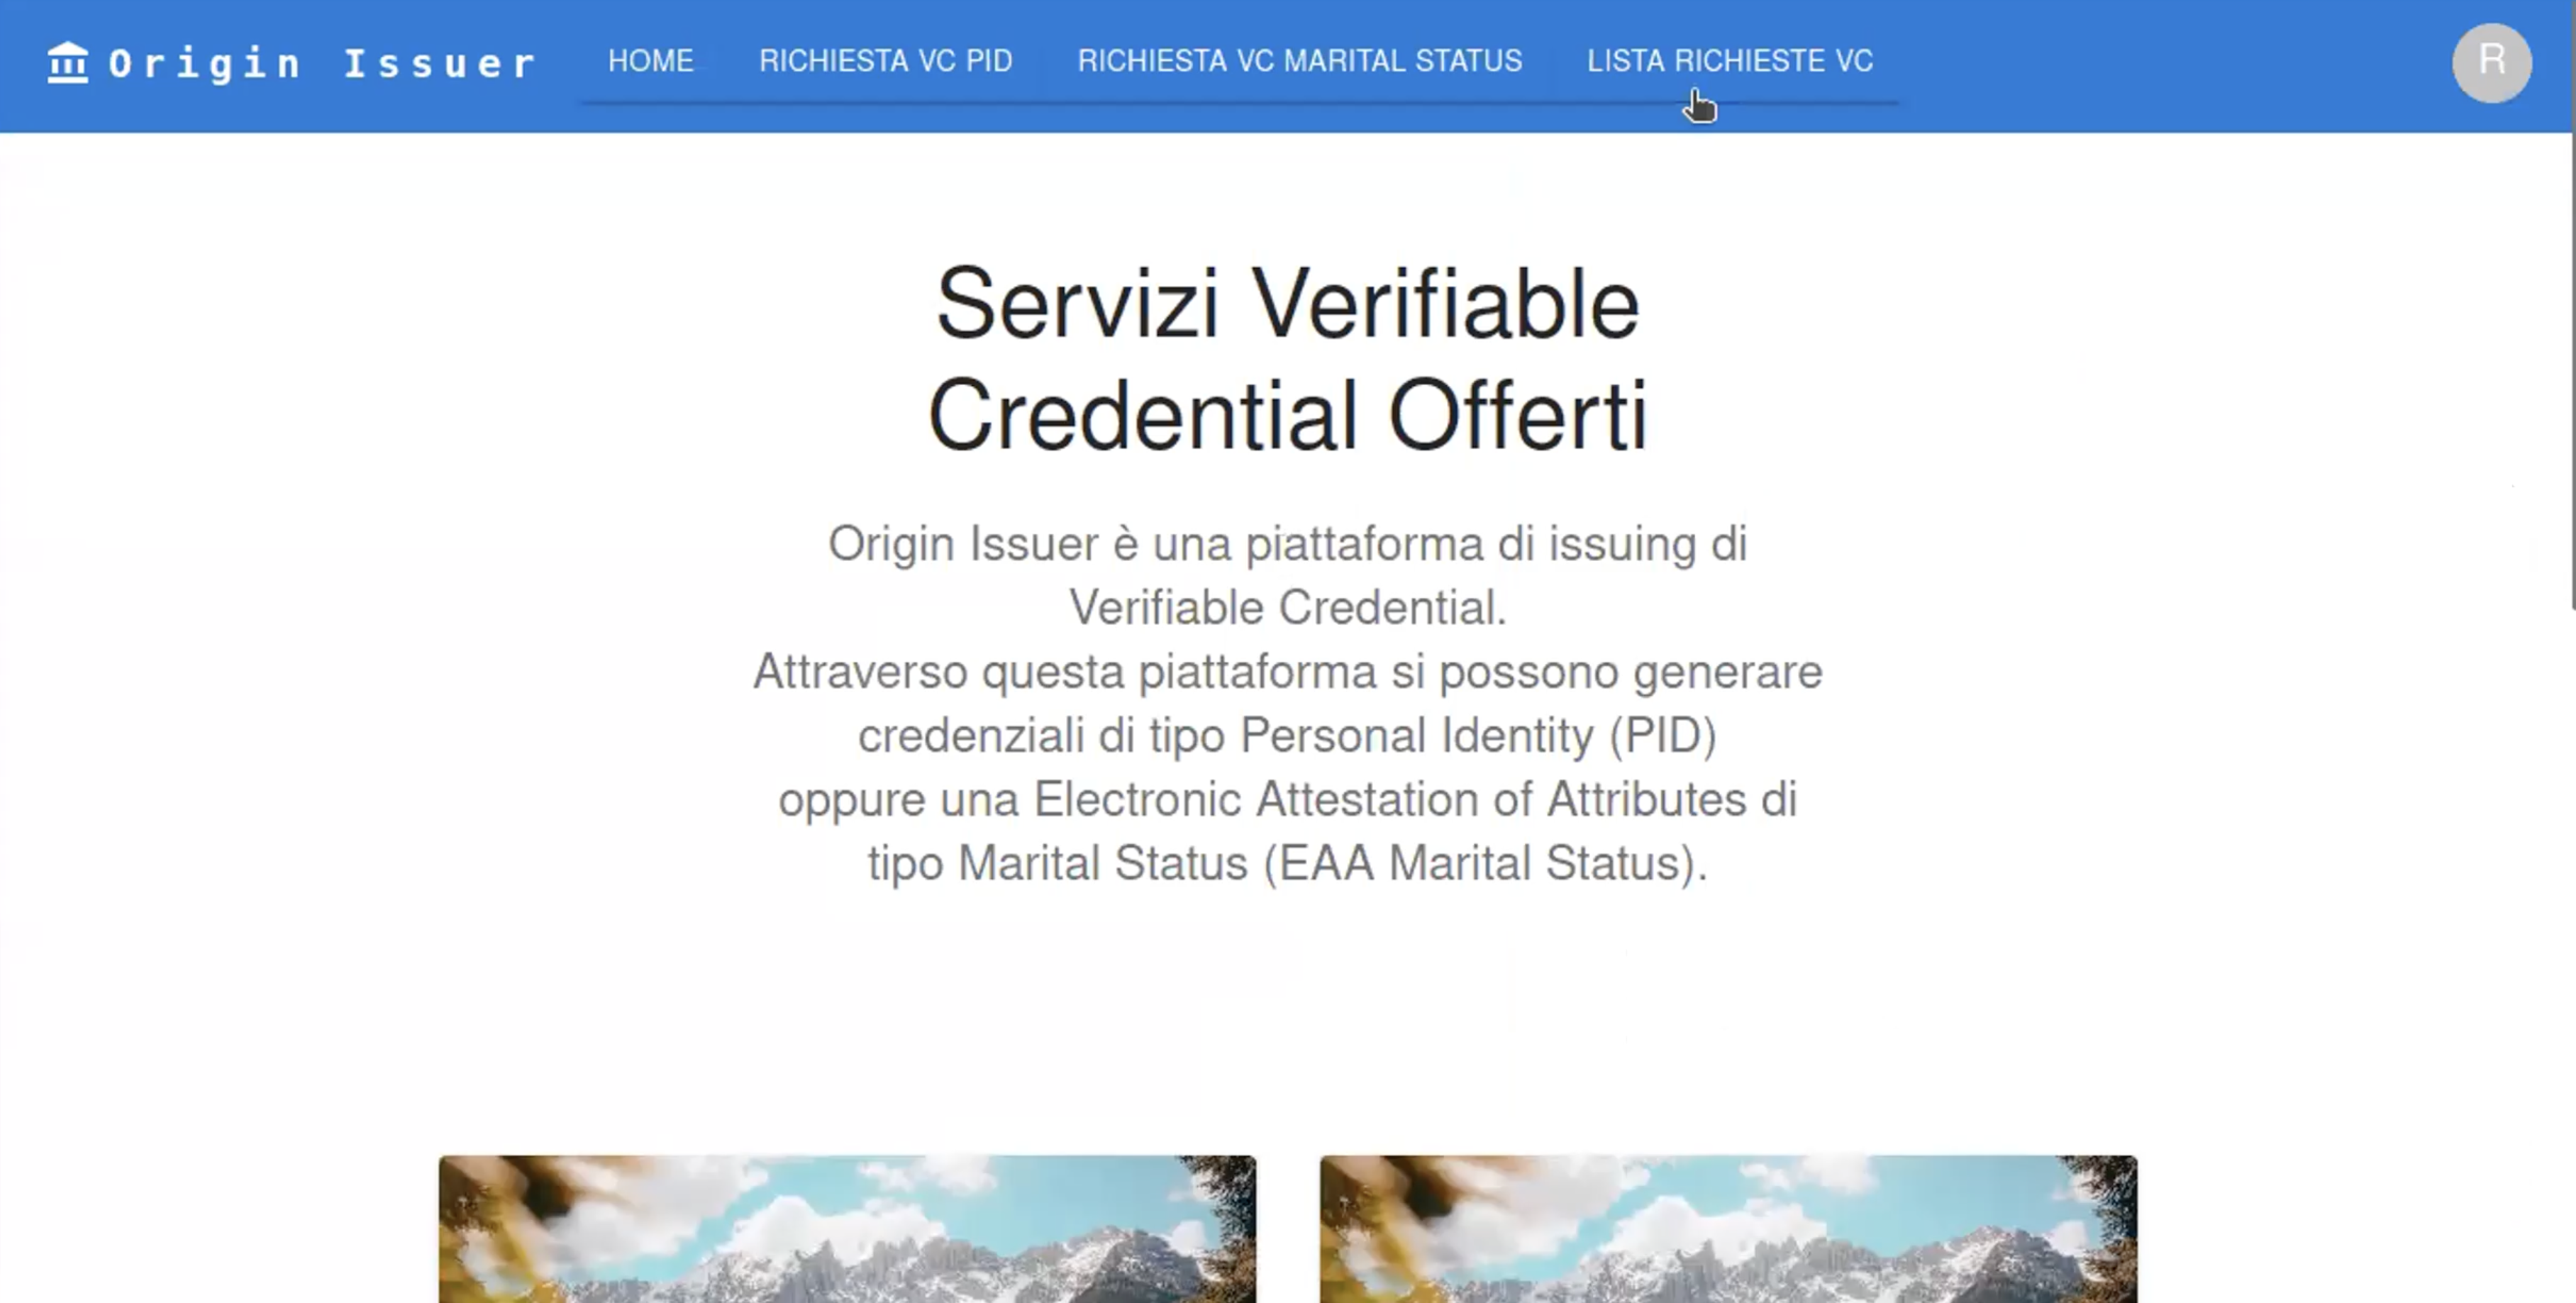 Origin Issuer
HOME
RICHIESTA VC PID
RICHIESTA VC MARITAL STATUS
LISTA RICHIESTE VC
R
Servizi Verifiable
Credential Offerti
Origin Issuer è una piattaforma di issuing di
Verifiable Credential.
Attraverso questa piattaforma si possono generare
credenziali di tipo Personal Identity (PID)
oppure una Electronic Attestation of Attributes di
tipo Marital Status (EAA Marital Status).